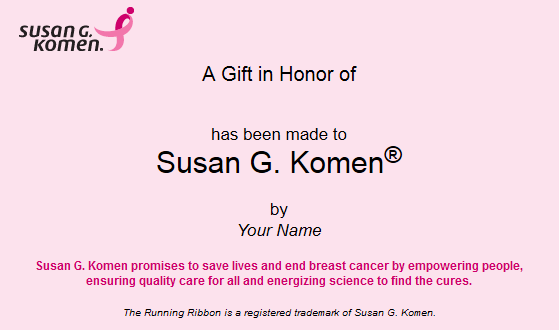 susan g.
komen.
A Gift in Honor of
has been made to
Susan G. Komen®
by
Your Name
Susan G. Komen promises to save lives and end breast cancer by empowering people,
ensuring quality care for all and energizing science to find the cures.
The Running Ribbon is a registered trademark of Susan G. Komen.